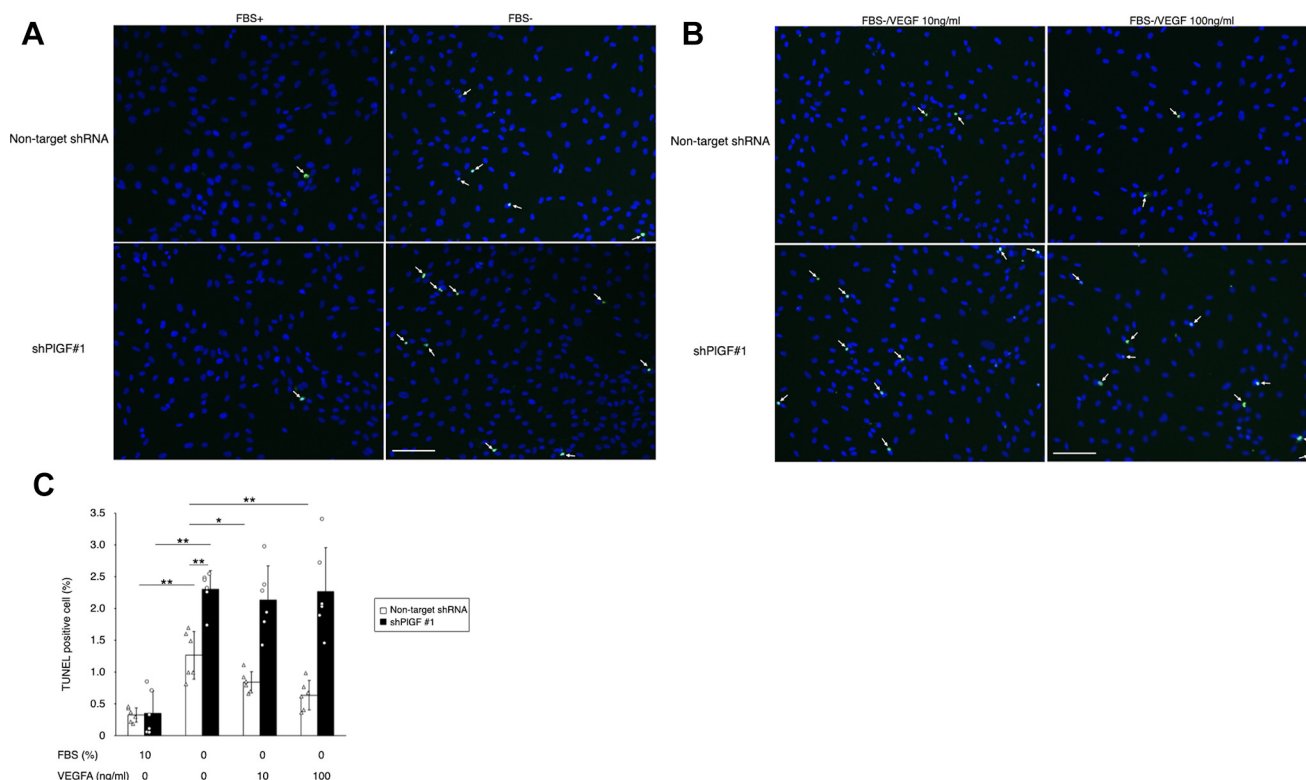 A
FBS+
FBS-
Non-target shRNA
shPlGF#1
B
FBS-/VEGF 10ng/ml
FBS-/VEGF 100ng/ml
Non-target shRNA
shPlGF#1
C
TUNEL positive cell (%)
3.5
3.0
2.5
2.0
1.5
1.0
0.5
0
**
**
**
*
**
Non-target shRNA
shPlGF #1
FBS (%) 10 0 0 0
VEGFA (ng/ml) 0 0 10 100